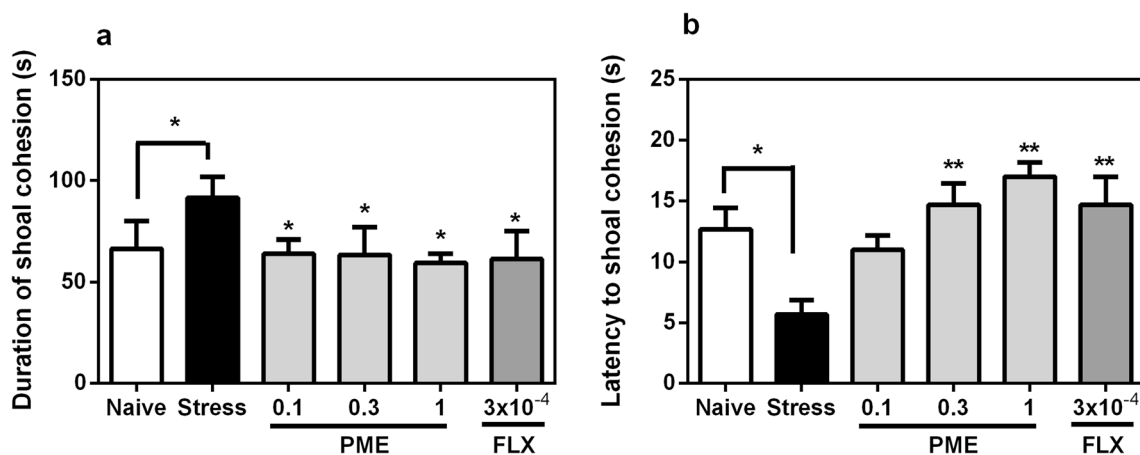 a
Duration of shoal cohesion (s)
150
100
50
0
*
*
*
*
*
Naive Stress 0.1 0.3 1 3x10⁻⁴
PME FLX
b
Latency to shoal cohesion (s)
25
20
15
10
5
0
*
**
**
**
Naive Stress 0.1 0.3 1 3x10⁻⁴
PME FLX